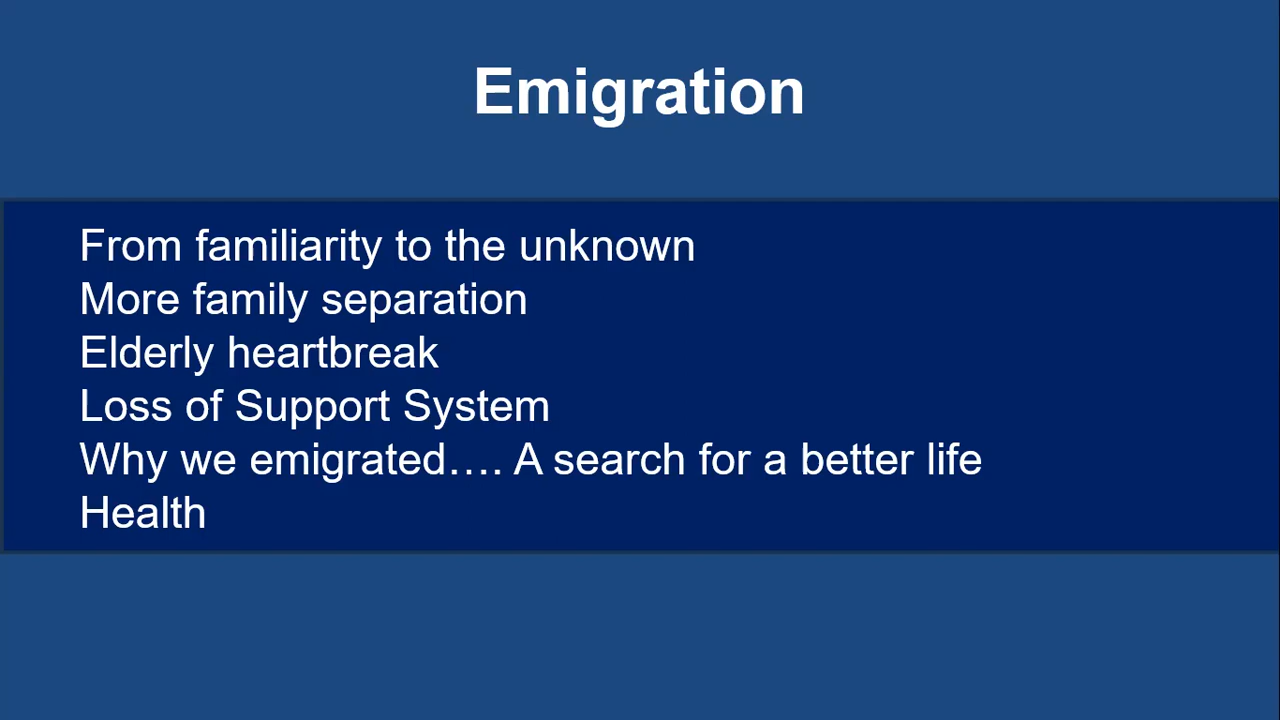 Emigration
From familiarity to the unknown
More family separation
Elderly heartbreak
Loss of Support System
Why we emigrated…. A search for a better life
Health